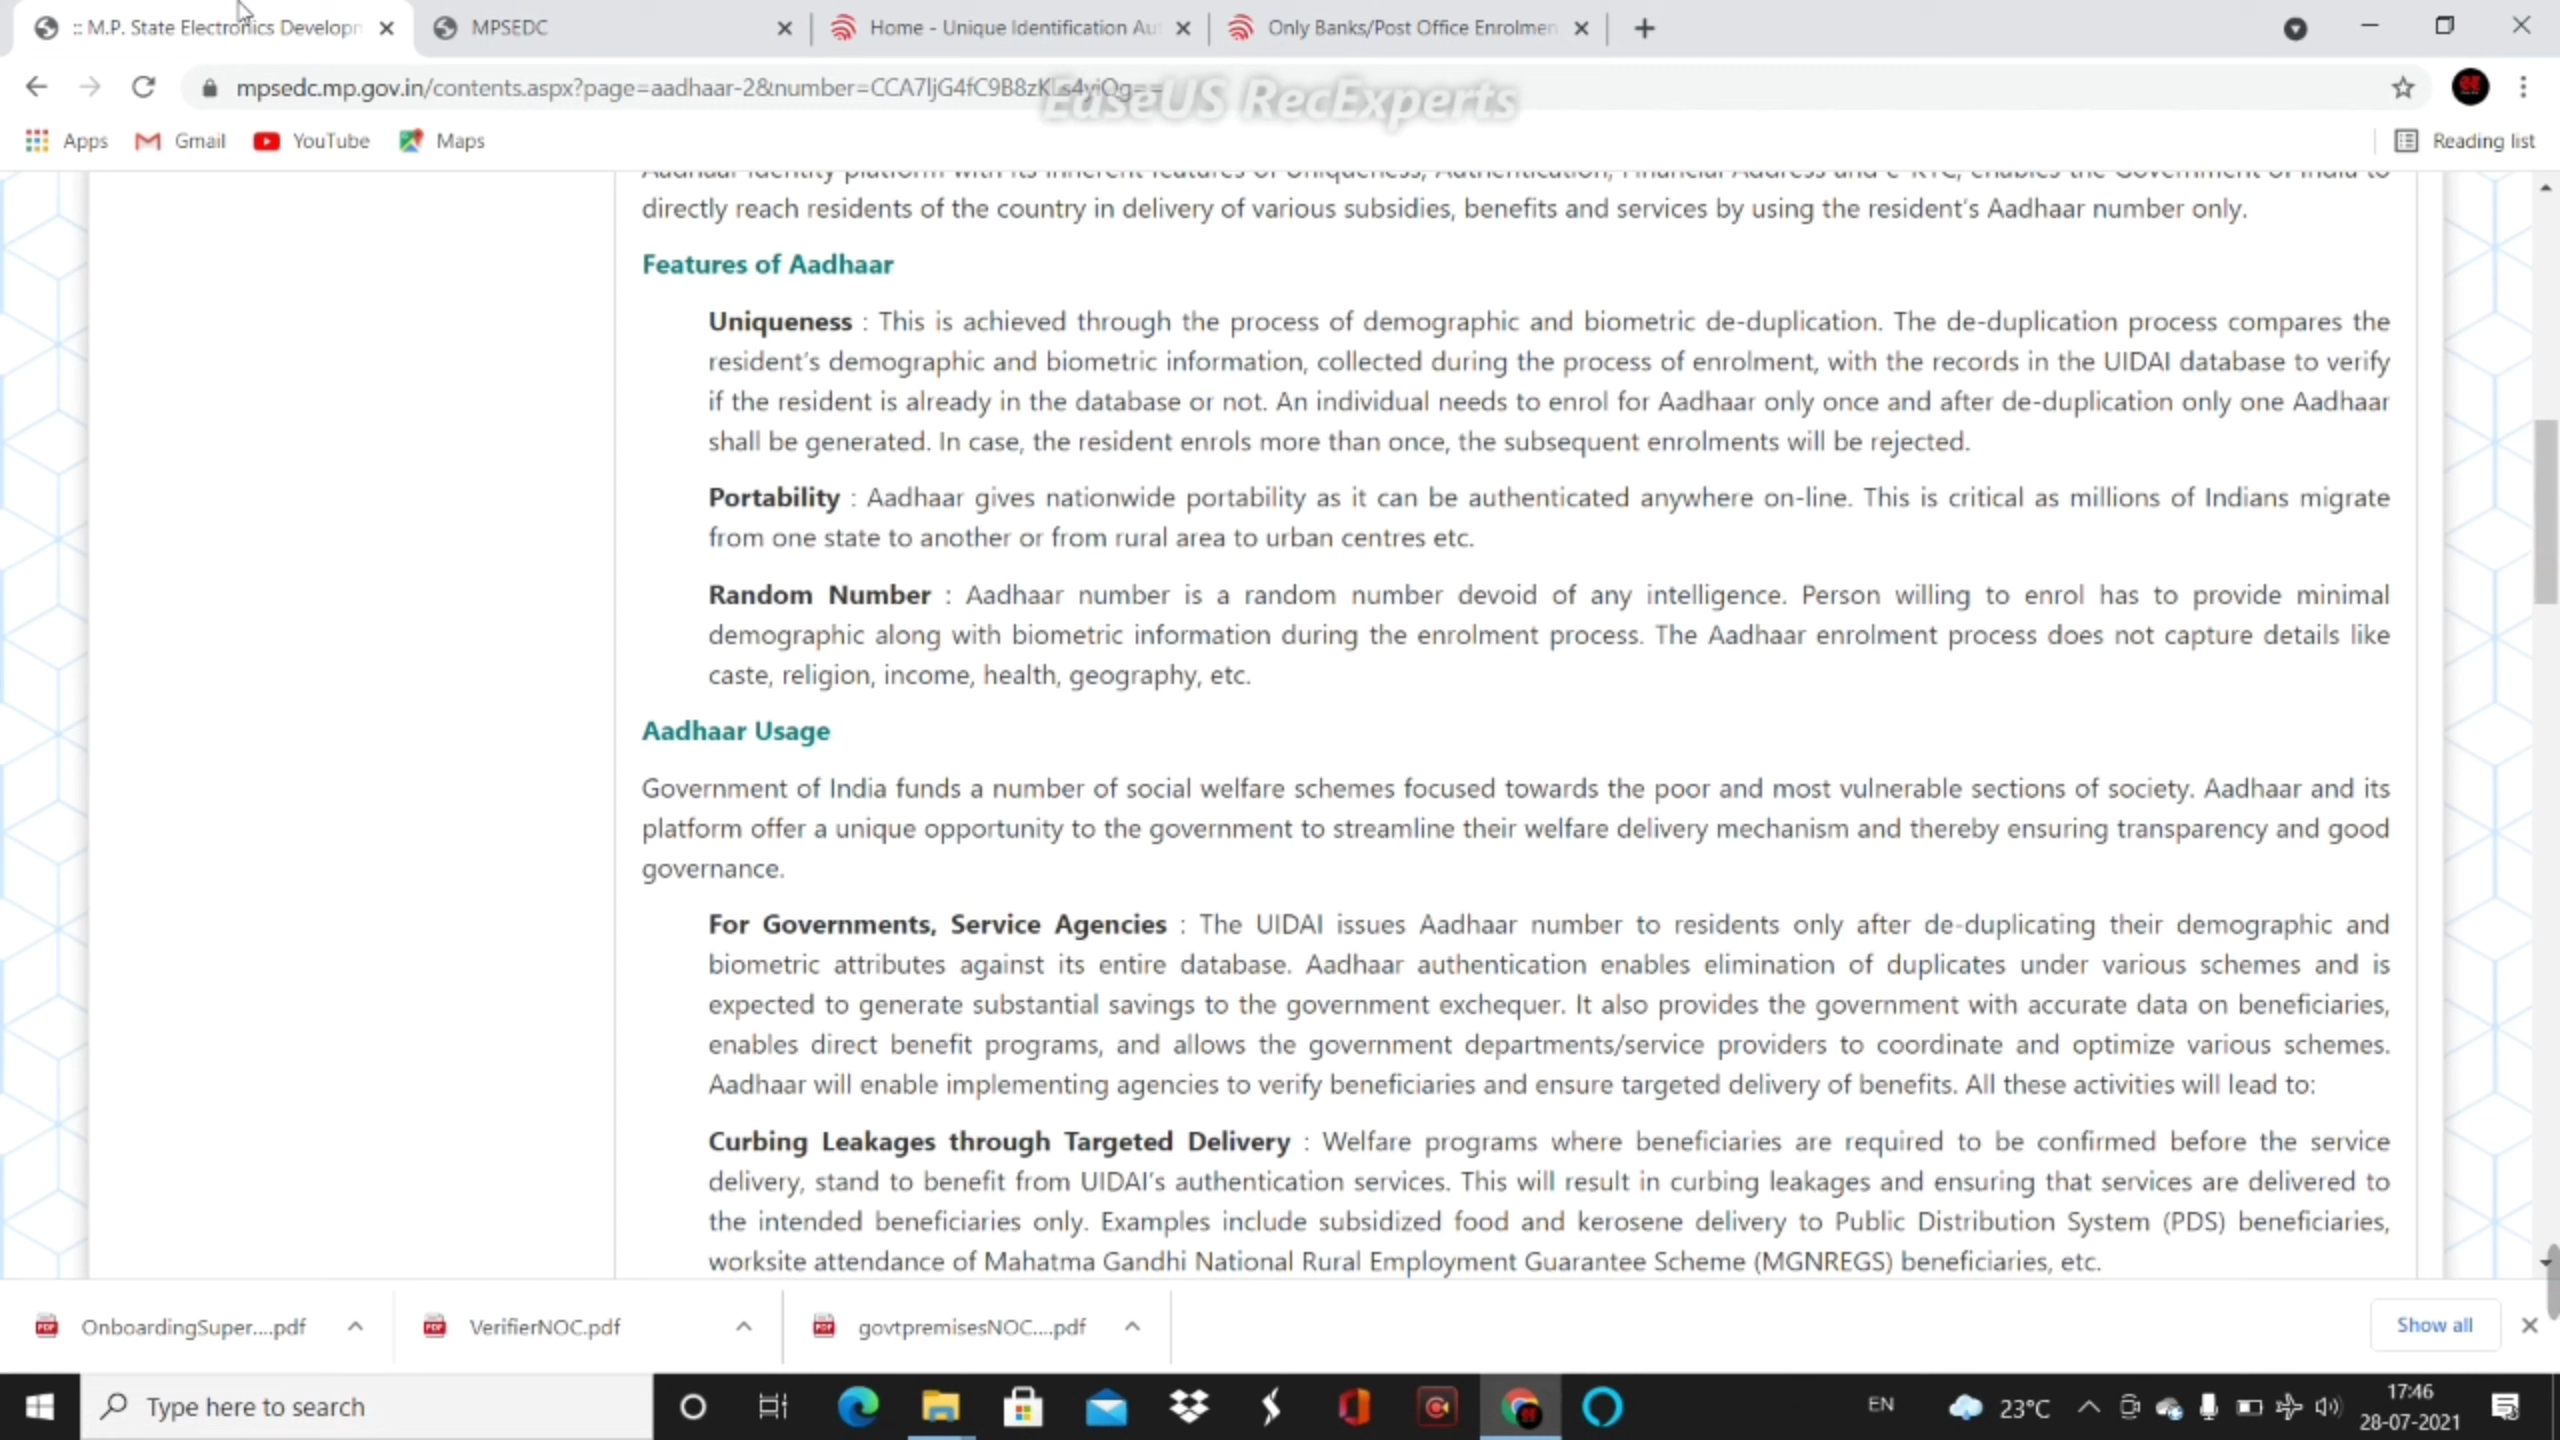 :: M.P. State Electronics Developm
MPSEDC
Home - Unique Identification Aut
Only Banks/Post Office Enrolmen
mpsedc.mp.gov.in/contents.aspx?page=aadhaar-2&number=
EaseUS RecExperts
Apps
Gmail
YouTube
Maps
Reading list
Aadhaar identity platform with its inherent features of Uniqueness, Authentication, Financial Address and e-KYC, enables the Government of India to
directly reach residents of the country in delivery of various subsidies, benefits and services by using the resident's Aadhaar number only.
Features of Aadhaar
Uniqueness : This is achieved through the process of demographic and biometric de-duplication. The de-duplication process compares the
resident's demographic and biometric information, collected during the process of enrolment, with the records in the UIDAI database to verify
if the resident is already in the database or not. An individual needs to enrol for Aadhaar only once and after de-duplication only one Aadhaar
shall be generated. In case, the resident enrols more than once, the subsequent enrolments will be rejected.
Portability : Aadhaar gives nationwide portability as it can be authenticated anywhere on-line. This is critical as millions of Indians migrate
from one state to another or from rural area to urban centres etc.
Random Number : Aadhaar number is a random number devoid of any intelligence. Person willing to enrol has to provide minimal
demographic along with biometric information during the enrolment process. The Aadhaar enrolment process does not capture details like
caste, religion, income, health, geography, etc.
Aadhaar Usage
Government of India funds a number of social welfare schemes focused towards the poor and most vulnerable sections of society. Aadhaar and its
platform offer a unique opportunity to the government to streamline their welfare delivery mechanism and thereby ensuring transparency and good
governance.
For Governments, Service Agencies : The UIDAI issues Aadhaar number to residents only after de-duplicating their demographic and
biometric attributes against its entire database. Aadhaar authentication enables elimination of duplicates under various schemes and is
expected to generate substantial savings to the government exchequer. It also provides the government with accurate data on beneficiaries,
enables direct benefit programs, and allows the government departments/service providers to coordinate and optimize various schemes.
Aadhaar will enable implementing agencies to verify beneficiaries and ensure targeted delivery of benefits. All these activities will lead to:
Curbing Leakages through Targeted Delivery : Welfare programs where beneficiaries are required to be confirmed before the service
delivery, stand to benefit from UIDAI's authentication services. This will result in curbing leakages and ensuring that services are delivered to
the intended beneficiaries only. Examples include subsidized food and kerosene delivery to Public Distribution System (PDS) beneficiaries,
worksite attendance of Mahatma Gandhi National Rural Employment Guarantee Scheme (MGNREGS) beneficiaries, etc.
OnboardingSuper....pdf
VerifierNOC.pdf
govtpremisesNOC....pdf
Show all
Type here to search
EN
23°C
17:46
28-07-2021